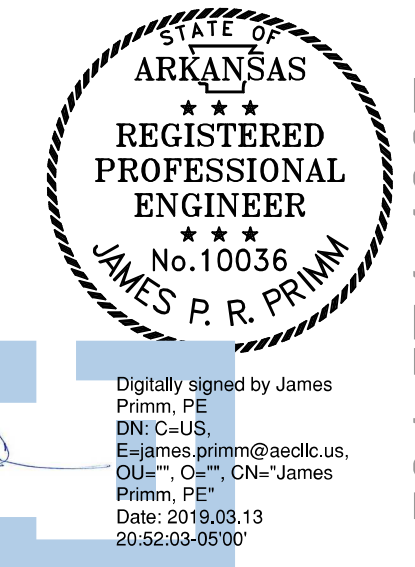 STATE OF
ARKANSAS
★ ★ ★
REGISTERED
PROFESSIONAL
ENGINEER
★ ★ ★
No.10036
JAMES P. R. PRIMM
Digitally signed by James
Primm, PE
DN: C=US,
E=james.primm@aecllc.us,
OU="", O="", CN="James
Primm, PE"
Date: 2019.03.13
20:52:03-05'00'